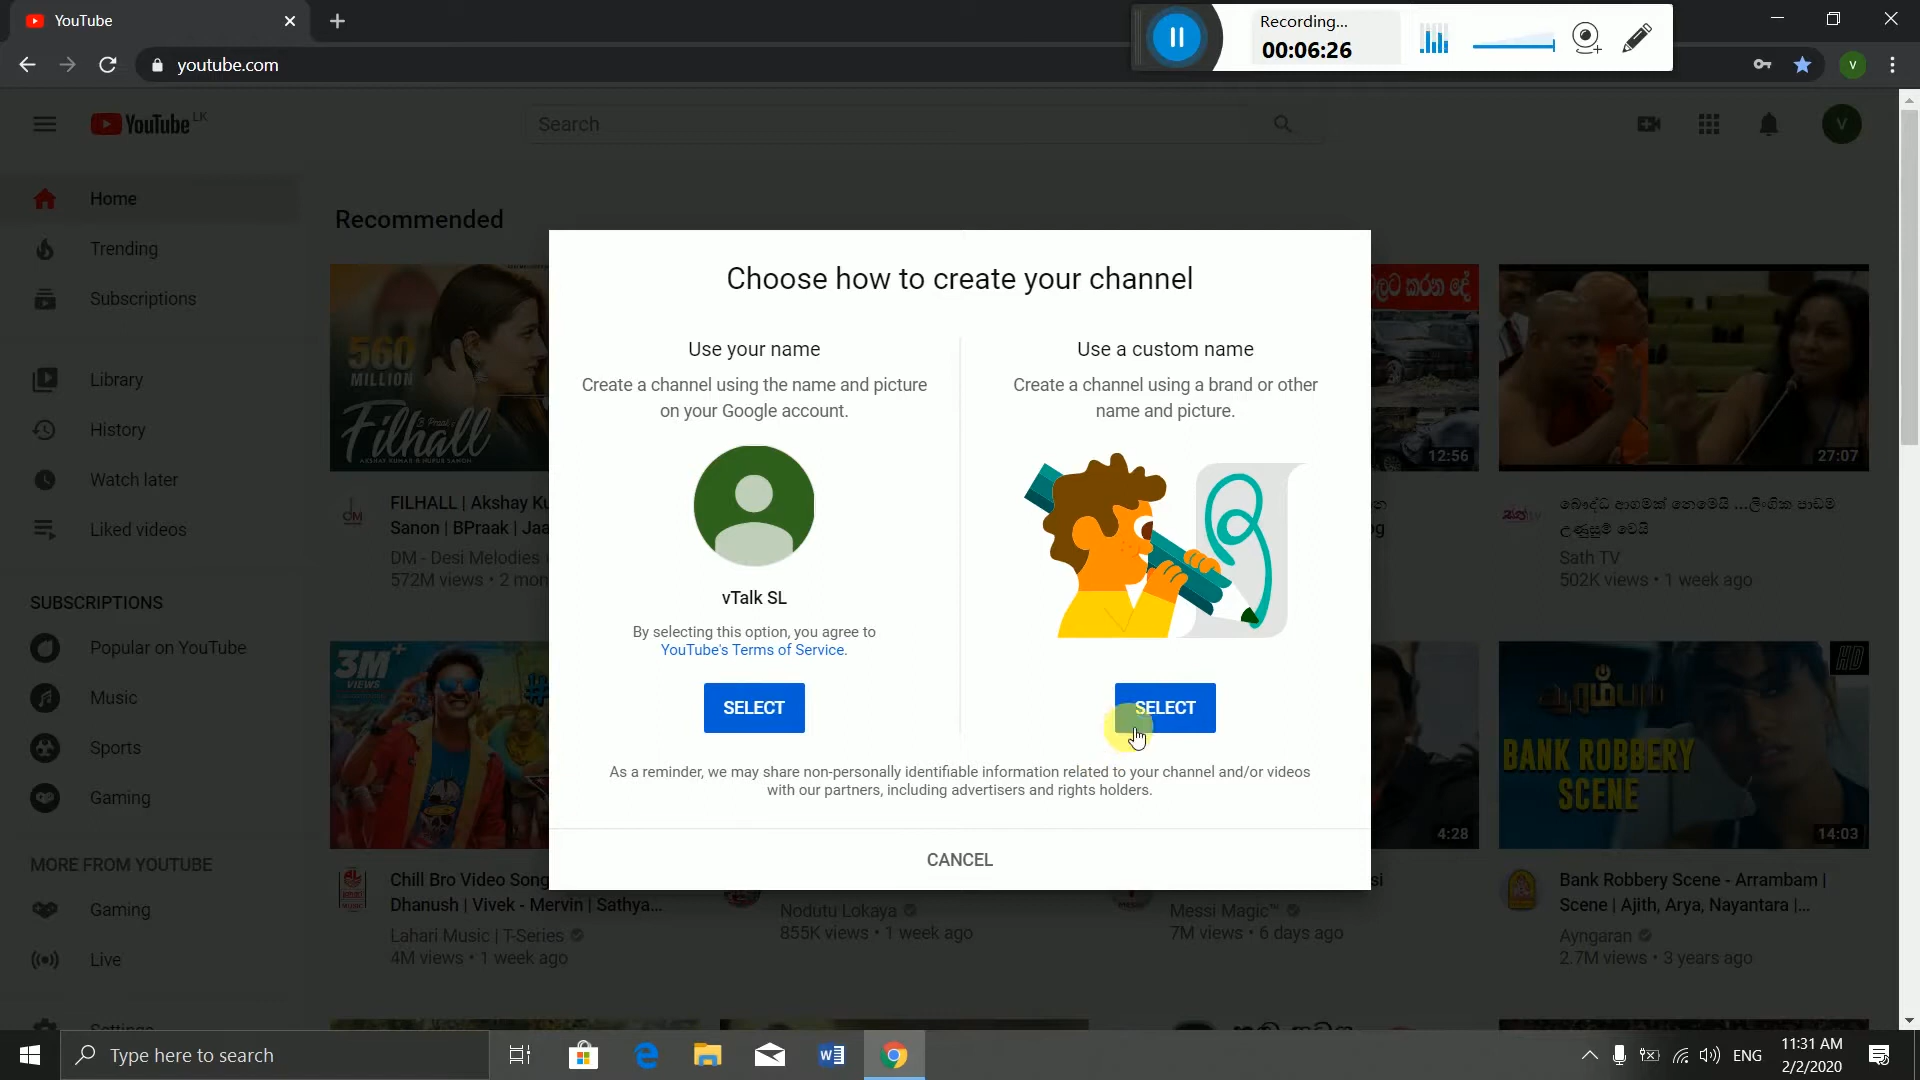 YouTube
Recording...
00:06:26
youtube.com
V
YouTube LK
Search
V
Home
Trending
Subscriptions
Library
History
Watch later
Liked videos
SUBSCRIPTIONS
Popular on YouTube
Music
Sports
Gaming
MORE FROM YOUTUBE
Gaming
Live
Settings
Recommended
560
MILLION
Filhall
FILHALL | Akshay Ku
Sanon | BPraak | Jaa
DM - Desi Melodies
572M views • 2 mon
12:56
27:07
බෞද්ධ ආගමක් නෙමෙයි ...ලිංගික පාඩම
උණුසුම් වෙයි
Sath TV
502K views • 1 week ago
Choose how to create your channel
Use your name
Create a channel using the name and picture
on your Google account.
vTalk SL
By selecting this option, you agree to
YouTube's Terms of Service.
SELECT
Use a custom name
Create a channel using a brand or other
name and picture.
SELECT
As a reminder, we may share non-personally identifiable information related to your channel and/or videos
with our partners, including advertisers and rights holders.
CANCEL
3M+
VIEWS
Chill Bro Video Song
Dhanush | Vivek - Mervin | Sathya...
Lahari Music | T-Series
4M views • 1 week ago
Nodutu Lokaya
855K views • 1 week ago
4:28
Messi Magic™
7M views • 6 days ago
HD
BANK ROBBERY
SCENE
14:03
Bank Robbery Scene - Arrambam |
Scene | Ajith, Arya, Nayantara |...
Ayngaran
2.7M views • 3 years ago
Type here to search
ENG
11:31 AM
2/2/2020